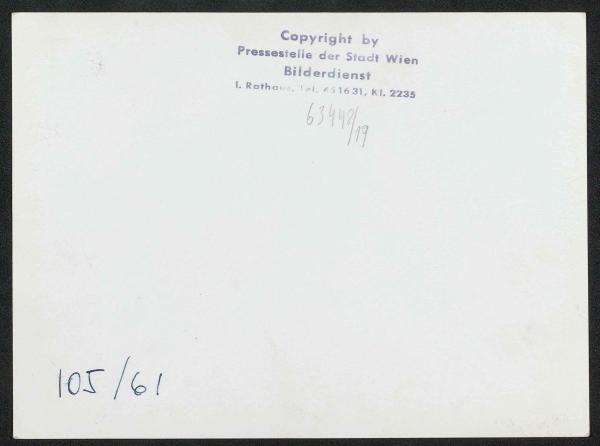 Copyright by
Pressestelle der Stadt Wien
Bilderdienst
I. Rathaus, Tel. 451631, Kl. 2235
63442/19
105/61